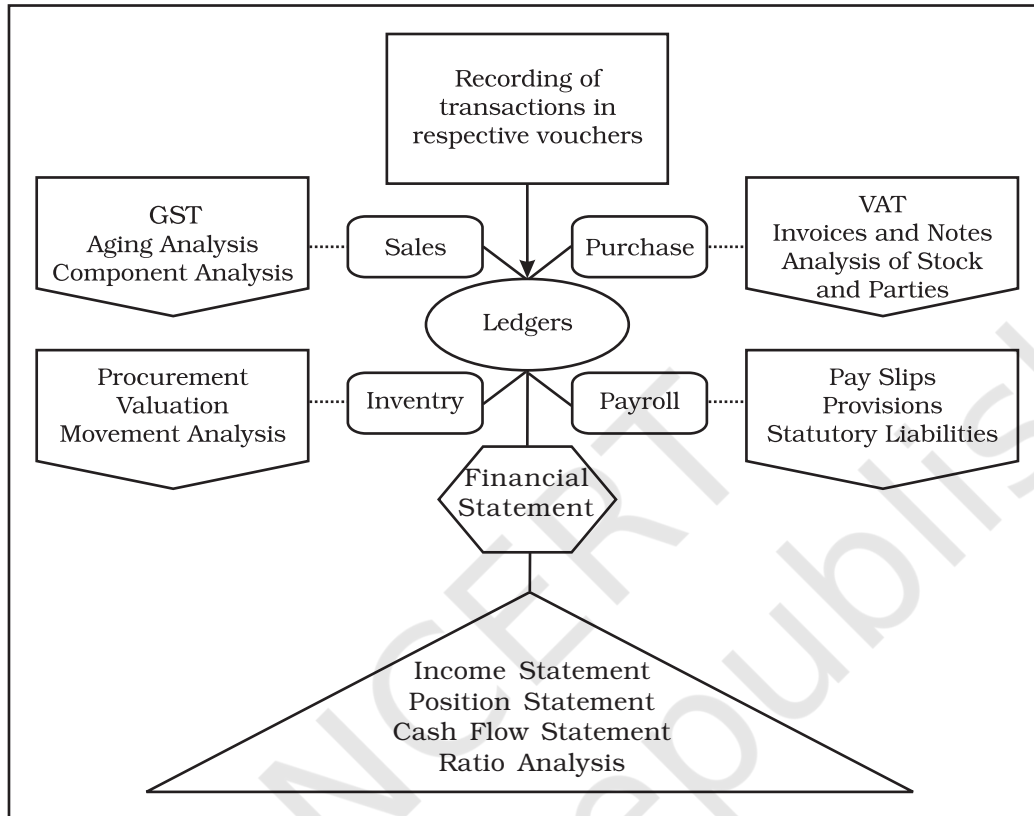 Recording of
transactions in
respective vouchers
GST
Aging Analysis
Component Analysis
Sales
Purchase
VAT
Invoices and Notes
Analysis of Stock
and Parties
Ledgers
Procurement
Valuation
Movement Analysis
Inventry
Payroll
Pay Slips
Provisions
Statutory Liabilities
Financial
Statement
Income Statement
Position Statement
Cash Flow Statement
Ratio Analysis
NCERT
republish